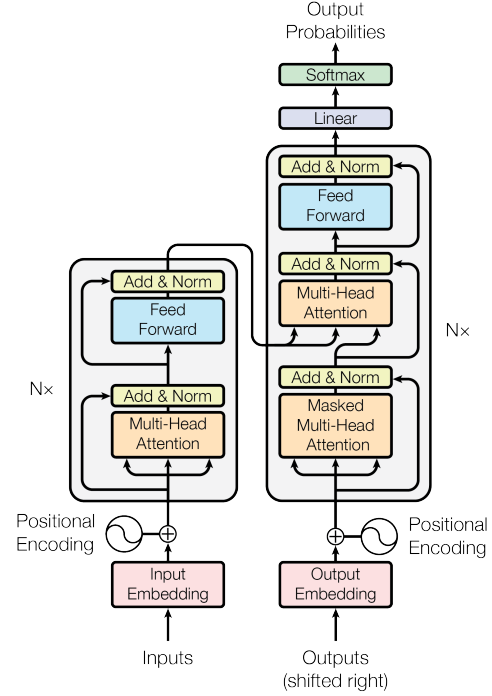 Output
Probabilities
Softmax
Linear
Add & Norm
Feed
Forward
Add & Norm
Multi-Head
Attention
Add & Norm
Masked
Multi-Head
Attention
N×
Add & Norm
Feed
Forward
Add & Norm
Multi-Head
Attention
N×
Positional
Encoding
Positional
Encoding
Input
Embedding
Output
Embedding
Inputs
Outputs
(shifted right)